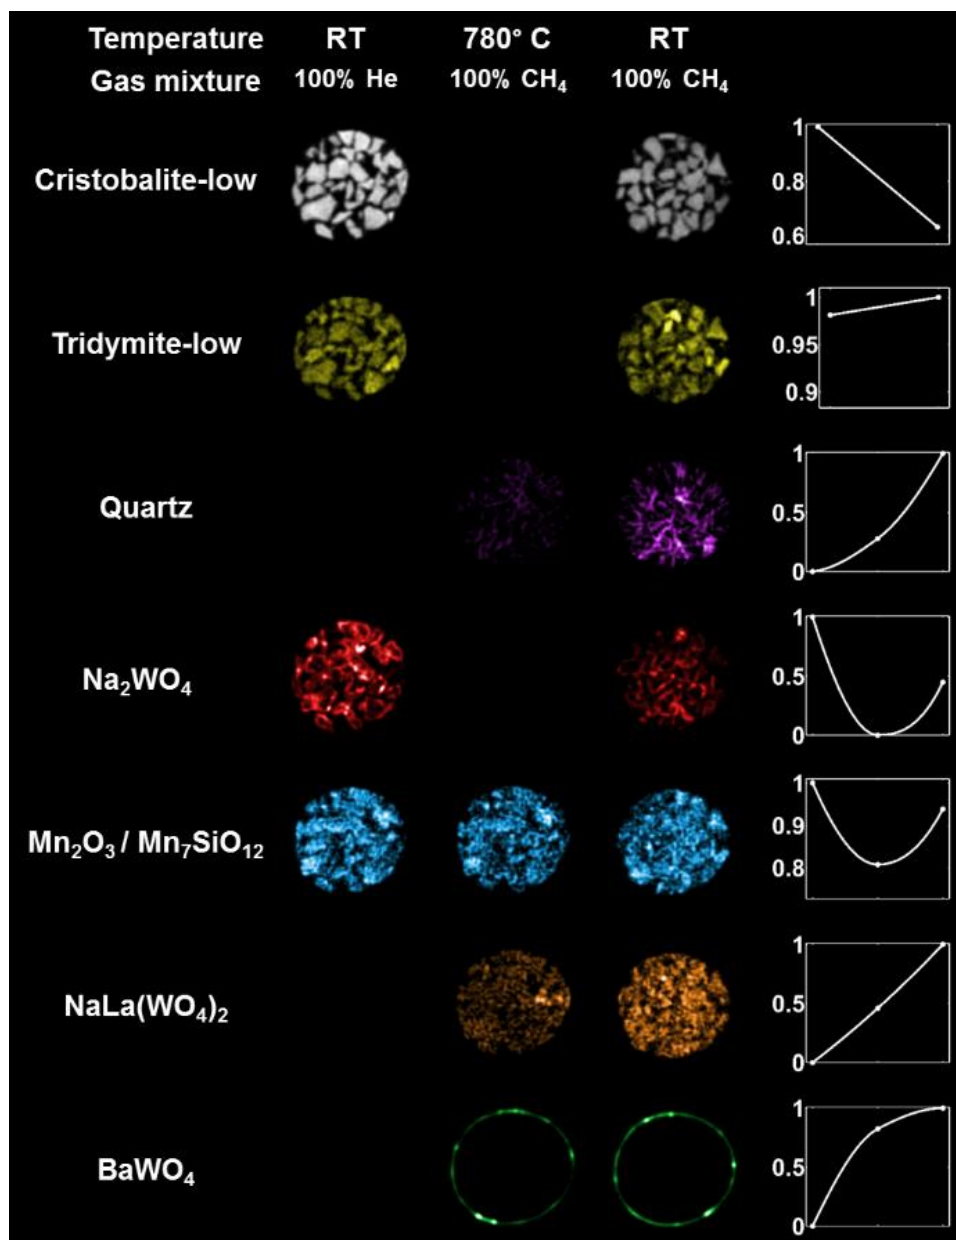 Temperature RT 780° C RT
Gas mixture 100% He 100% CH₄ 100% CH₄
Cristobalite-low
1
0.8
0.6
Tridymite-low
1
0.95
0.9
Quartz
1
0.5
0
Na₂WO₄
1
0.5
0
Mn₂O₃ / Mn₇SiO₁₂
1
0.9
0.8
NaLa(WO₄)₂
1
0.5
0
BaWO₄
1
0.5
0